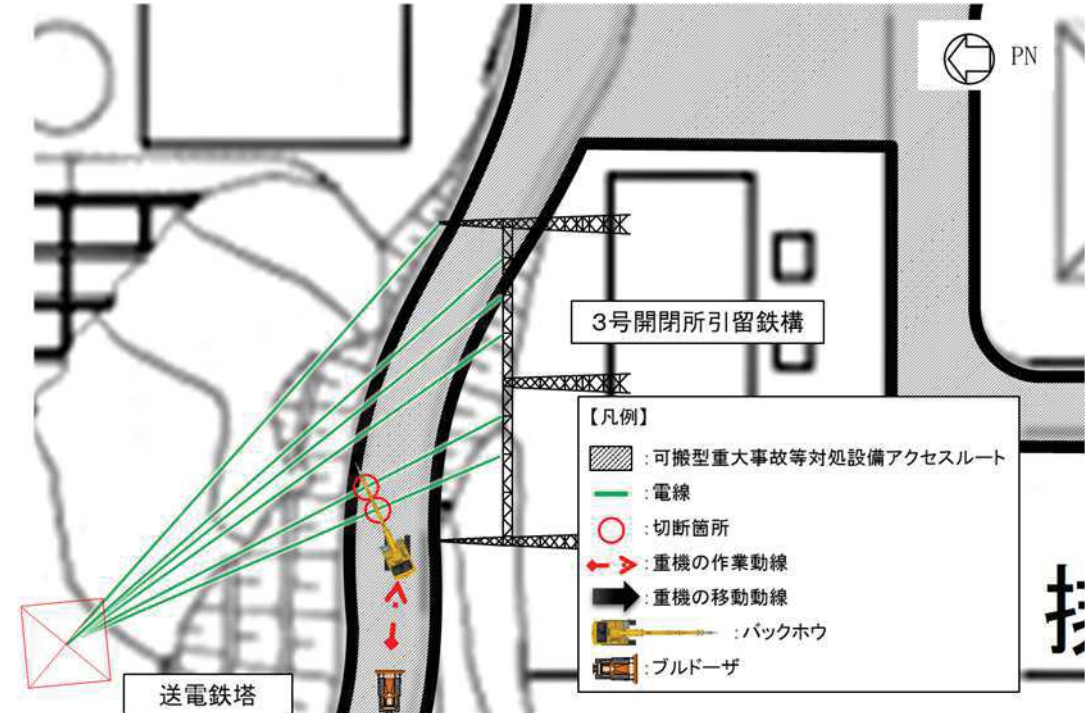 PN
3号開閉所引留鉄構
【凡例】
:可搬型重大事故等対処設備アクセスルート
:電線
:切断箇所
:重機の作業動線
:重機の移動動線
:バックホウ
:ブルドーザ
送電鉄塔